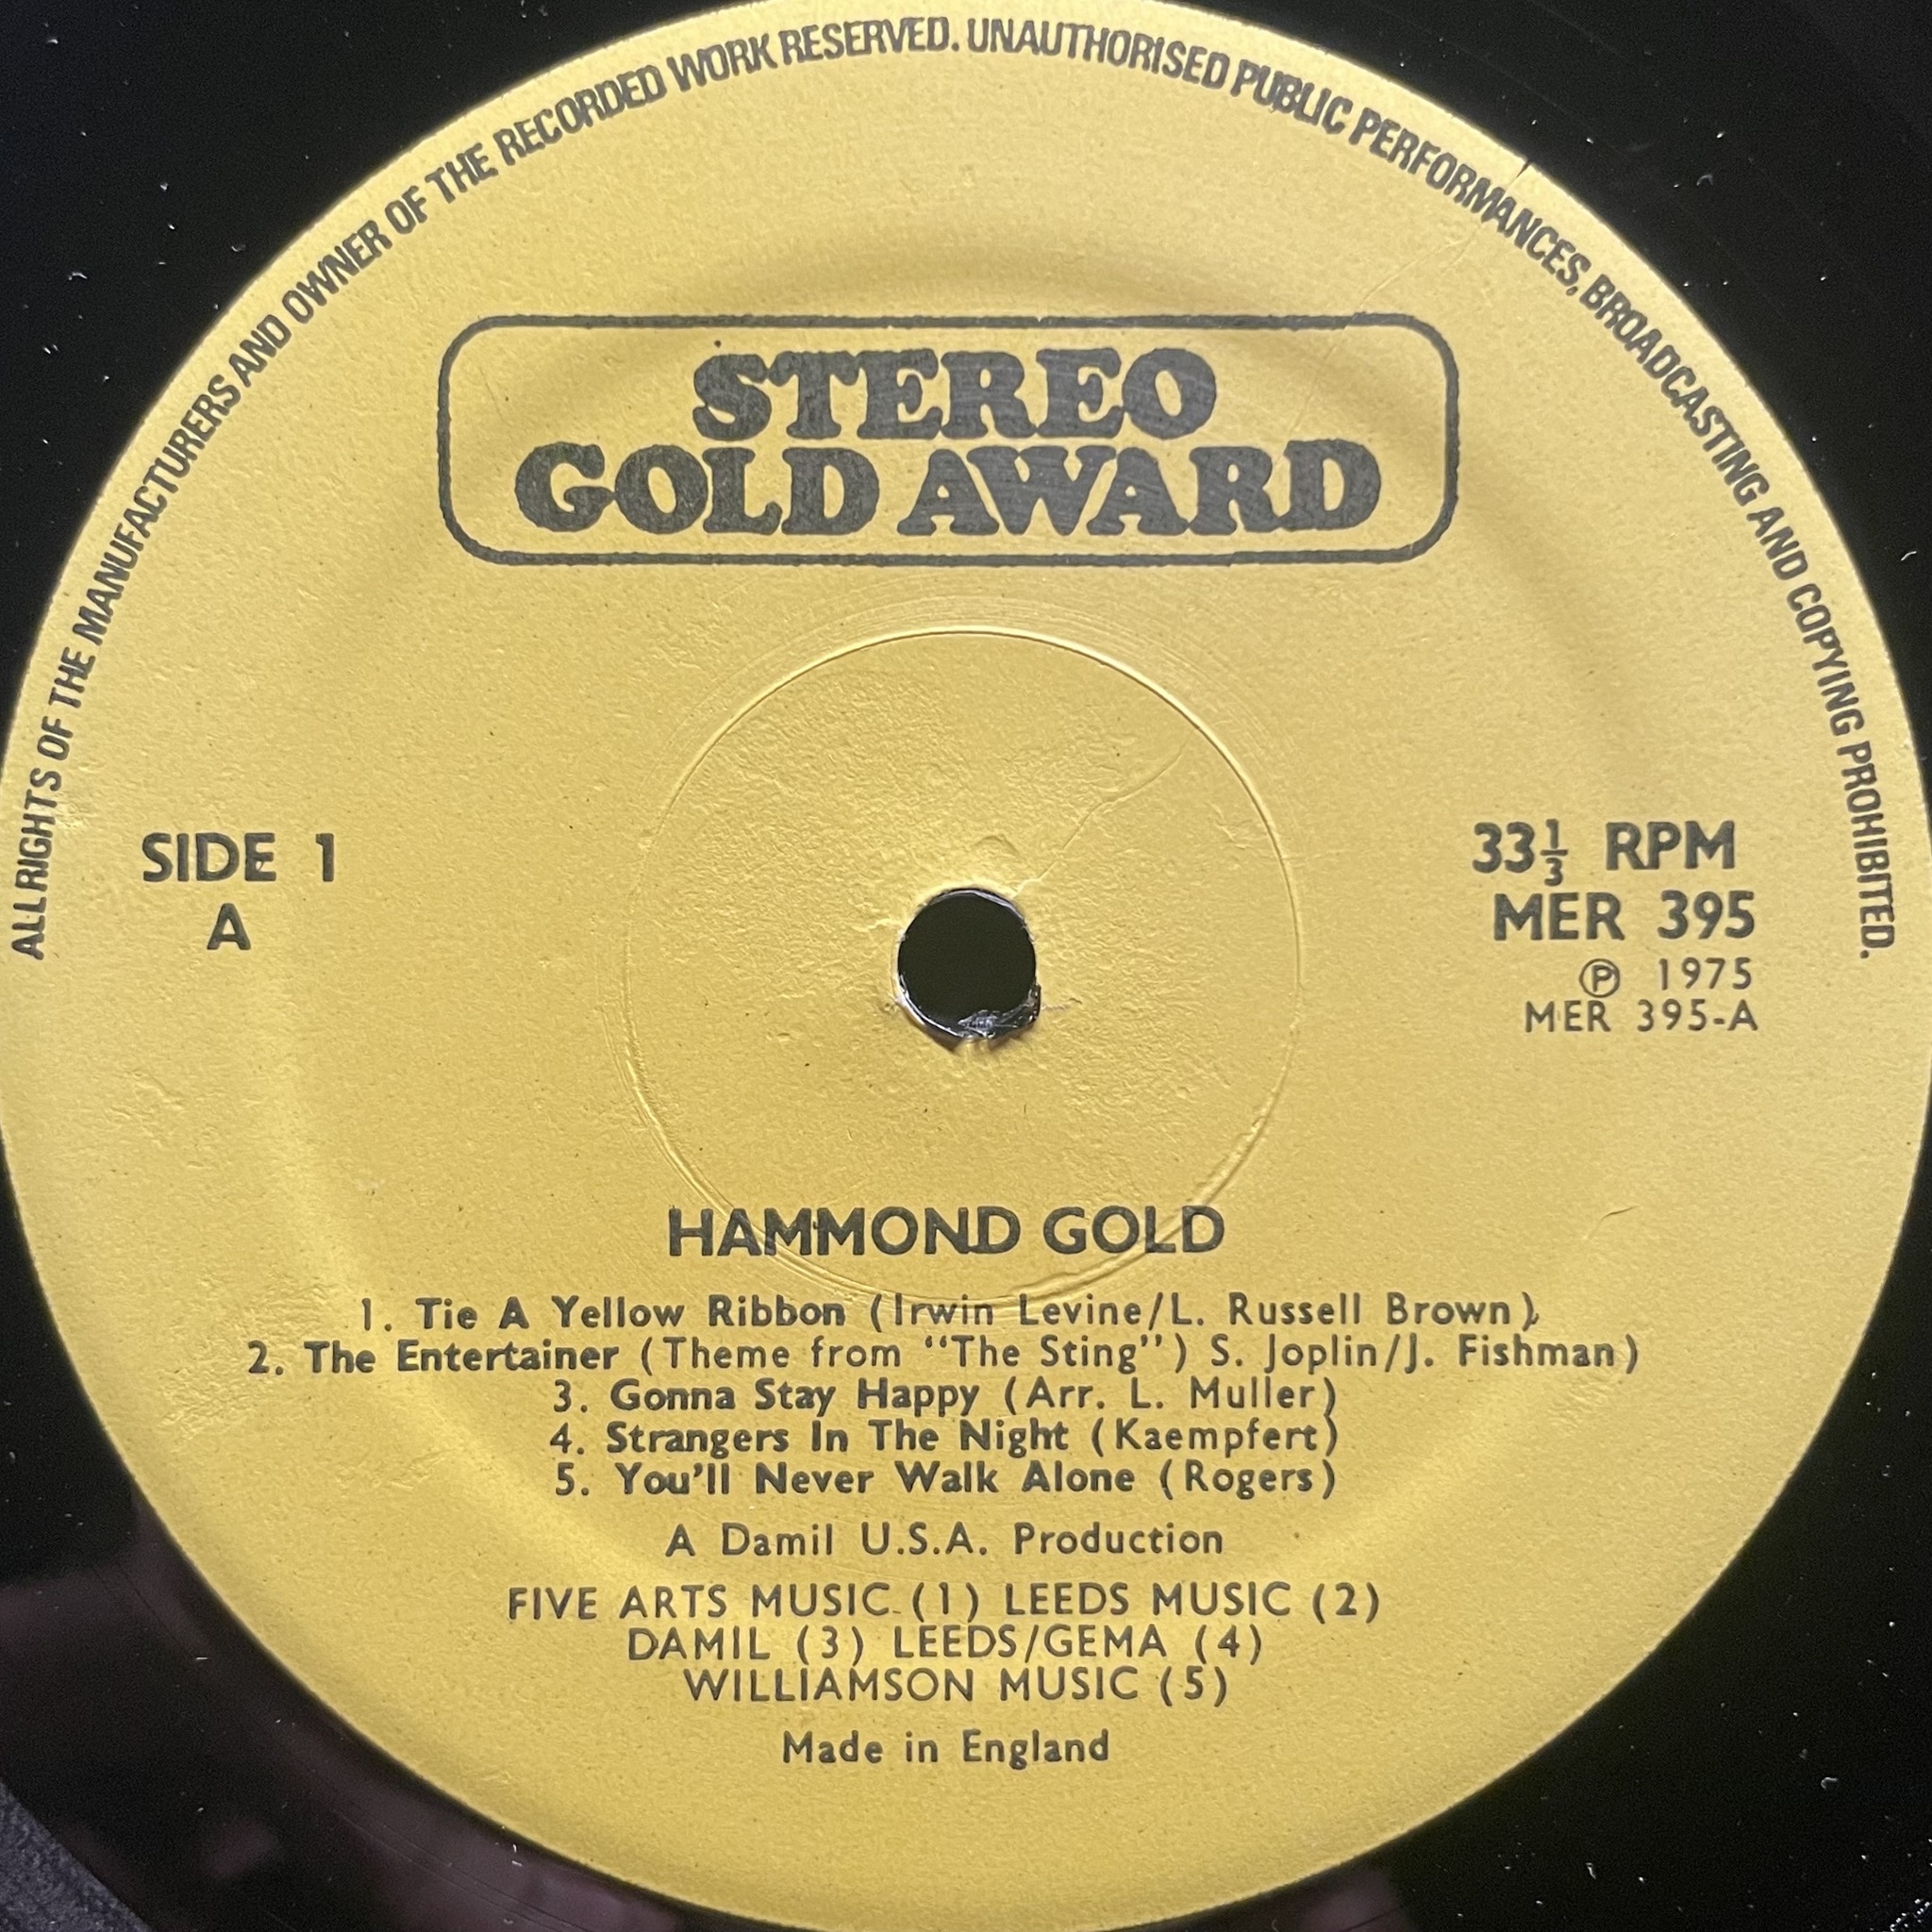 ALL RIGHTS OF THE MANUFACTURERS AND OWNER OF THE RECORDED WORK RESERVED. UNAUTHORISED PUBLIC PERFORMANCES, BROADCASTING AND COPYING PROHIBITED.
STEREO
GOLD AWARD
SIDE 1
A
33⅓ RPM
MER 395
℗ 1975
MER 395-A
HAMMOND GOLD
1. Tie A Yellow Ribbon (Irwin Levine/L. Russell Brown)
2. The Entertainer (Theme from "The Sting") S. Joplin/J. Fishman)
3. Gonna Stay Happy (Arr. L. Muller)
4. Strangers In The Night (Kaempfert)
5. You'll Never Walk Alone (Rogers)
A Damil U.S.A. Production
FIVE ARTS MUSIC (1) LEEDS MUSIC (2)
DAMIL (3) LEEDS/GEMA (4)
WILLIAMSON MUSIC (5)
Made in England